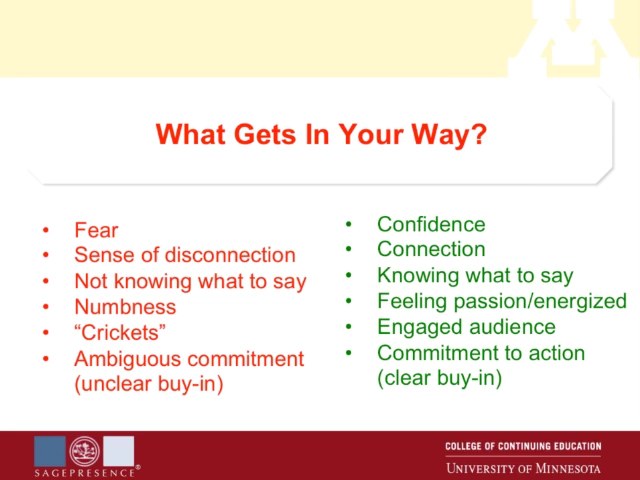 What Gets In Your Way?
• Fear
• Sense of disconnection
• Not knowing what to say
• Numbness
• “Crickets”
• Ambiguous commitment
(unclear buy-in)
• Confidence
• Connection
• Knowing what to say
• Feeling passion/energized
• Engaged audience
• Commitment to action
(clear buy-in)
SAGEPRESENCE®
COLLEGE OF CONTINUING EDUCATION
UNIVERSITY OF MINNESOTA